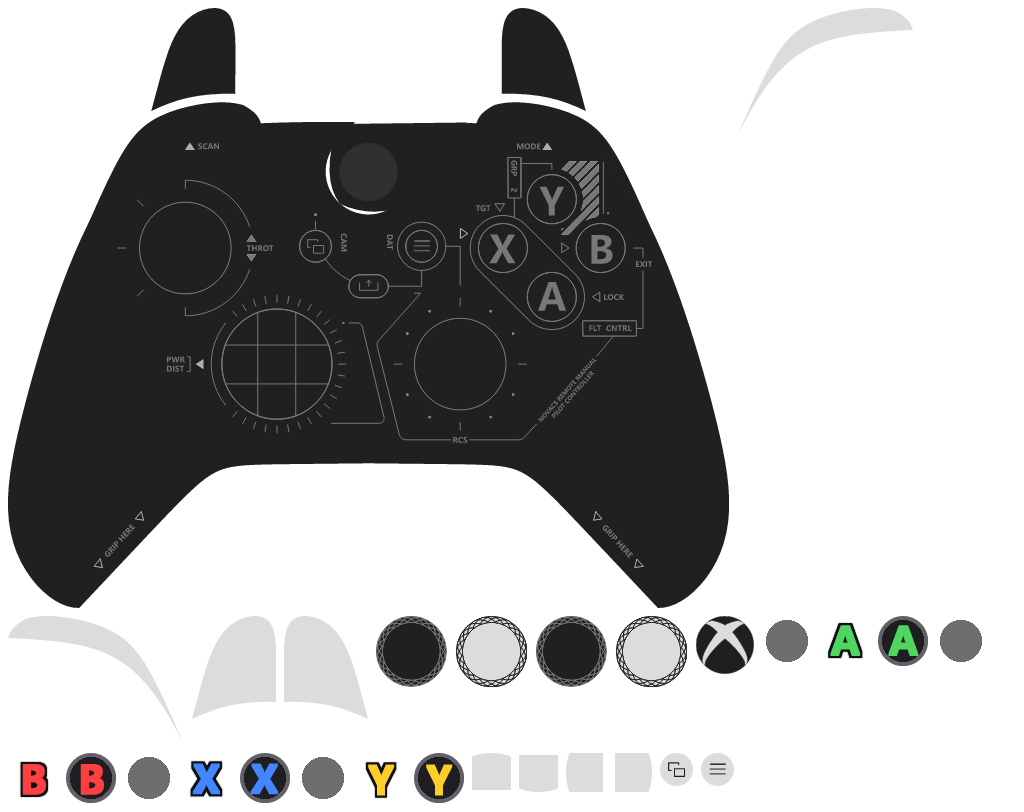 SCAN
MODE
GRP 2
Y
TGT
X
B
CAM
DAT
THROT
EXIT
A
LOCK
FLT CNTRL
PWR
DIST
NOVACS REMOTE MANUAL
PILOT CONTROLLER
RCS
GRIP HERE
GRIP HERE
A A
B B X X Y Y